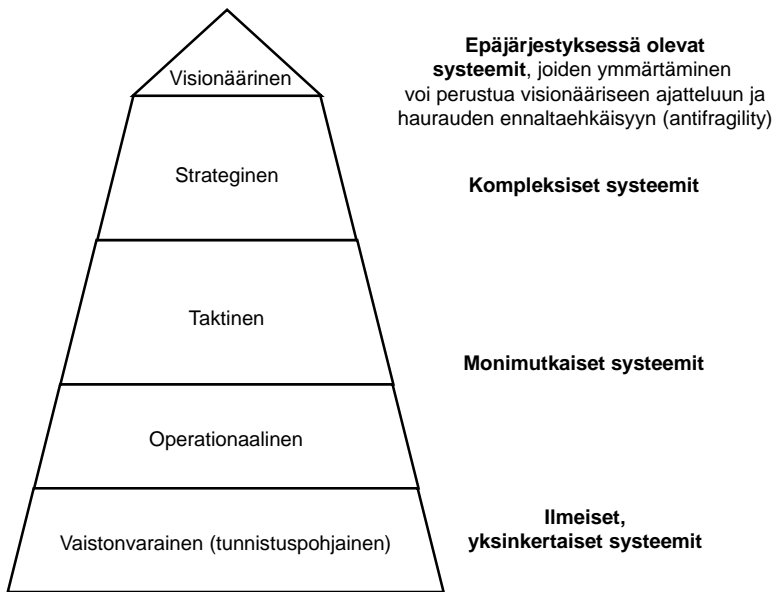 Visionäärinen
Epäjärjestyksessä olevat
systeemit, joiden ymmärtäminen
voi perustua visionääriseen ajatteluun ja
haurauden ennaltaehkäisyyn (antifragility)
Strateginen
Kompleksiset systeemit
Taktinen
Monimutkaiset systeemit
Operationaalinen
Vaistonvarainen (tunnistuspohjainen)
Ilmeiset,
yksinkertaiset systeemit